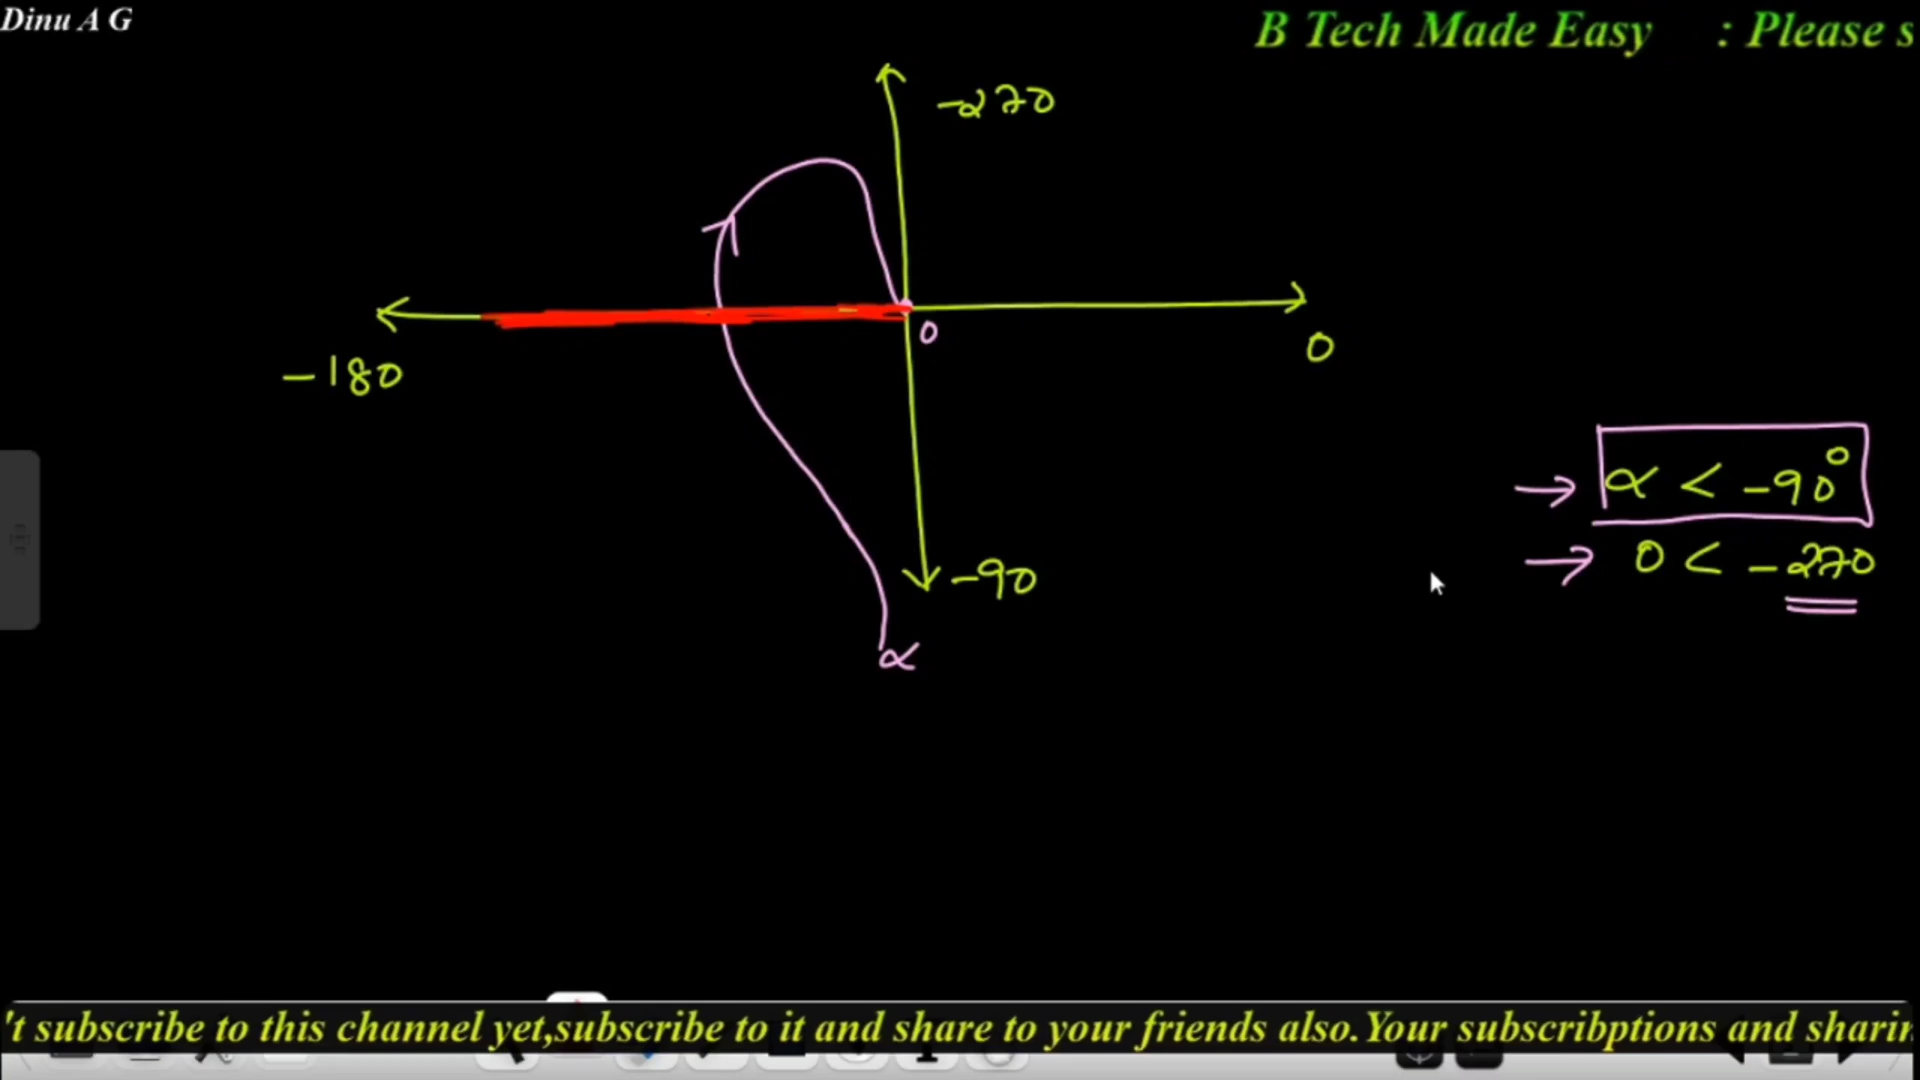 Dinu A G
B Tech Made Easy : Please s
-270
-180
0
0
-90
α
→ α < -90°
→ 0 < -270
't subscribe to this channel yet,subscribe to it and share to your friends also.Your subscribptions and sharin